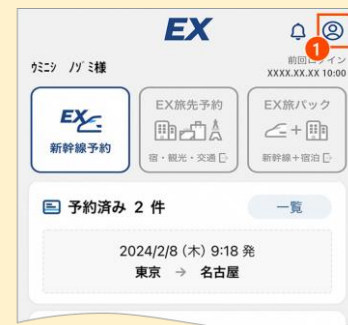 EX
1
ｳﾐﾆｼ ﾉｿﾞﾐ様
前回ログイン
XXXX.XX.XX 10:00
EX
新幹線予約
EX旅先予約
宿・観光・交通
EX旅パック
新幹線＋宿泊
予約済み 2 件
一覧
2024/2/8 (木) 9:18 発
東京 → 名古屋